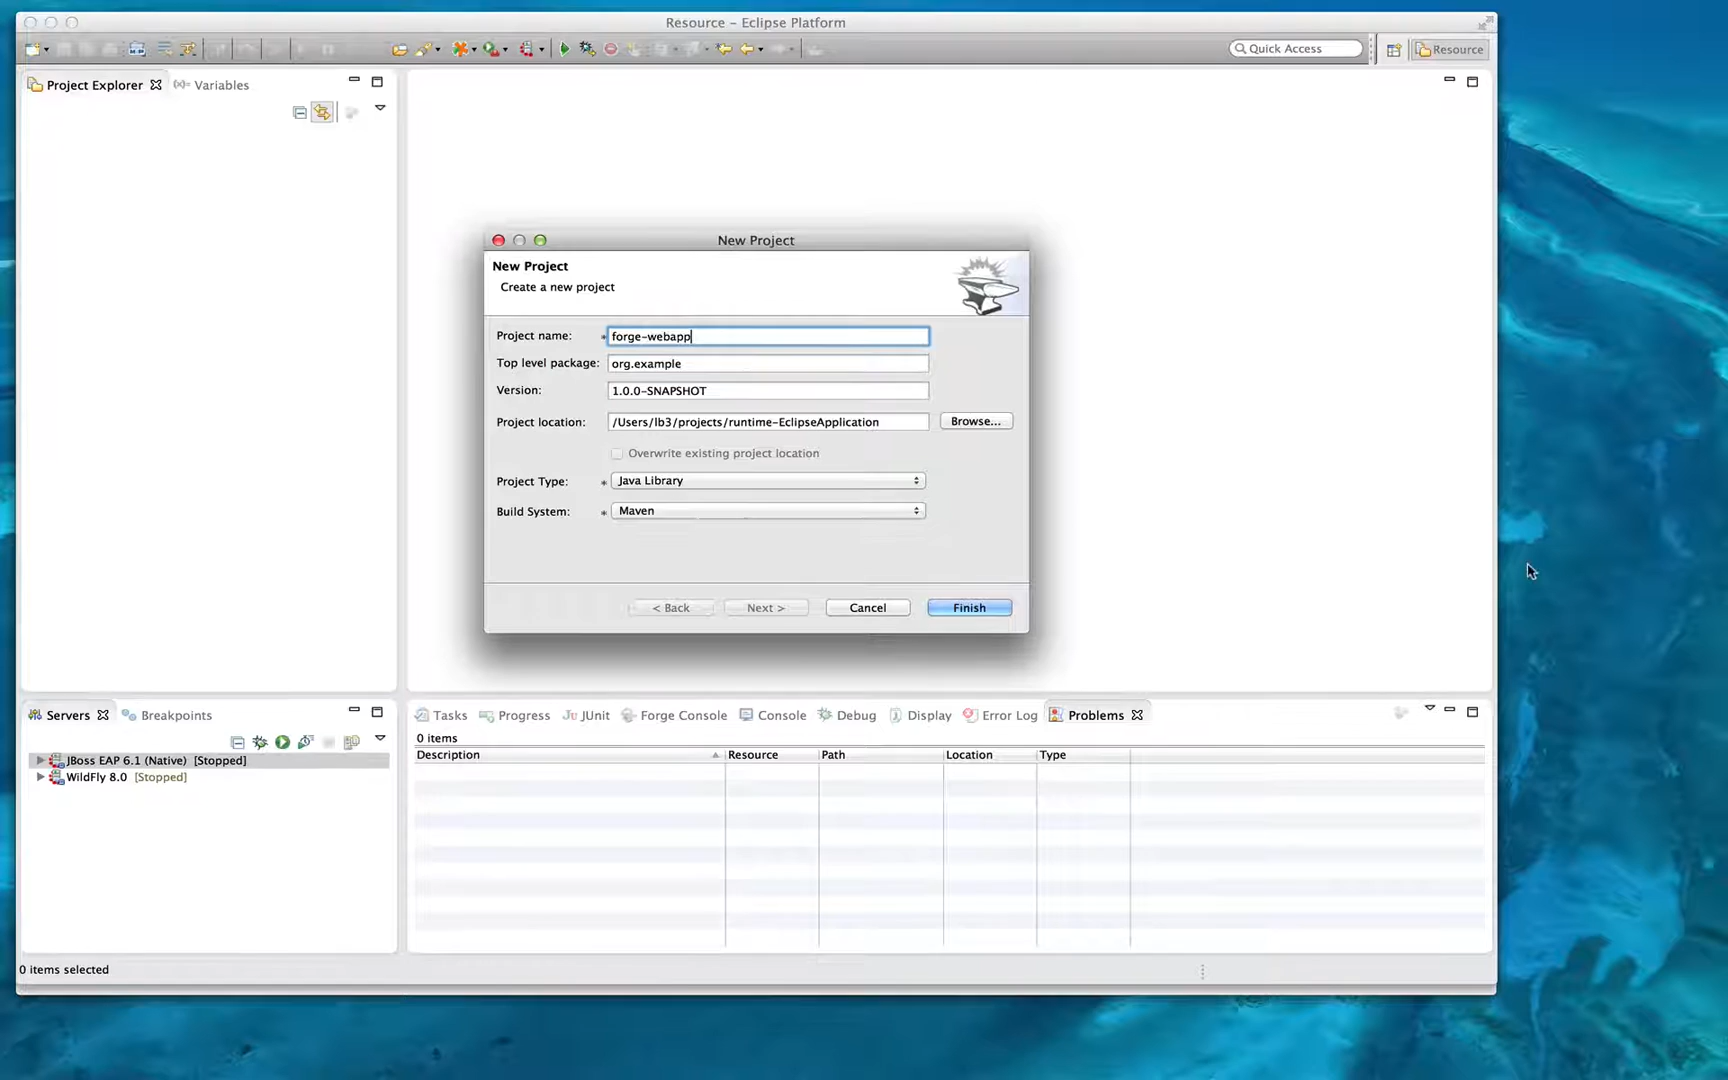 Resource – Eclipse Platform
Quick Access
Resource
Project Explorer
(x)= Variables
New Project
New Project
Create a new project
Project name:
* forge-webapp
Top level package:
org.example
Version:
1.0.0-SNAPSHOT
Project location:
/Users/lb3/projects/runtime-EclipseApplication
Browse...
Overwrite existing project location
Project Type:
* Java Library
Build System:
* Maven
< Back
Next >
Cancel
Finish
Servers
Breakpoints
JBoss EAP 6.1 (Native) [Stopped]
WildFly 8.0 [Stopped]
Tasks
Progress
Ju JUnit
Forge Console
Console
Debug
Display
Error Log
Problems
0 items
Description
Resource
Path
Location
Type
0 items selected